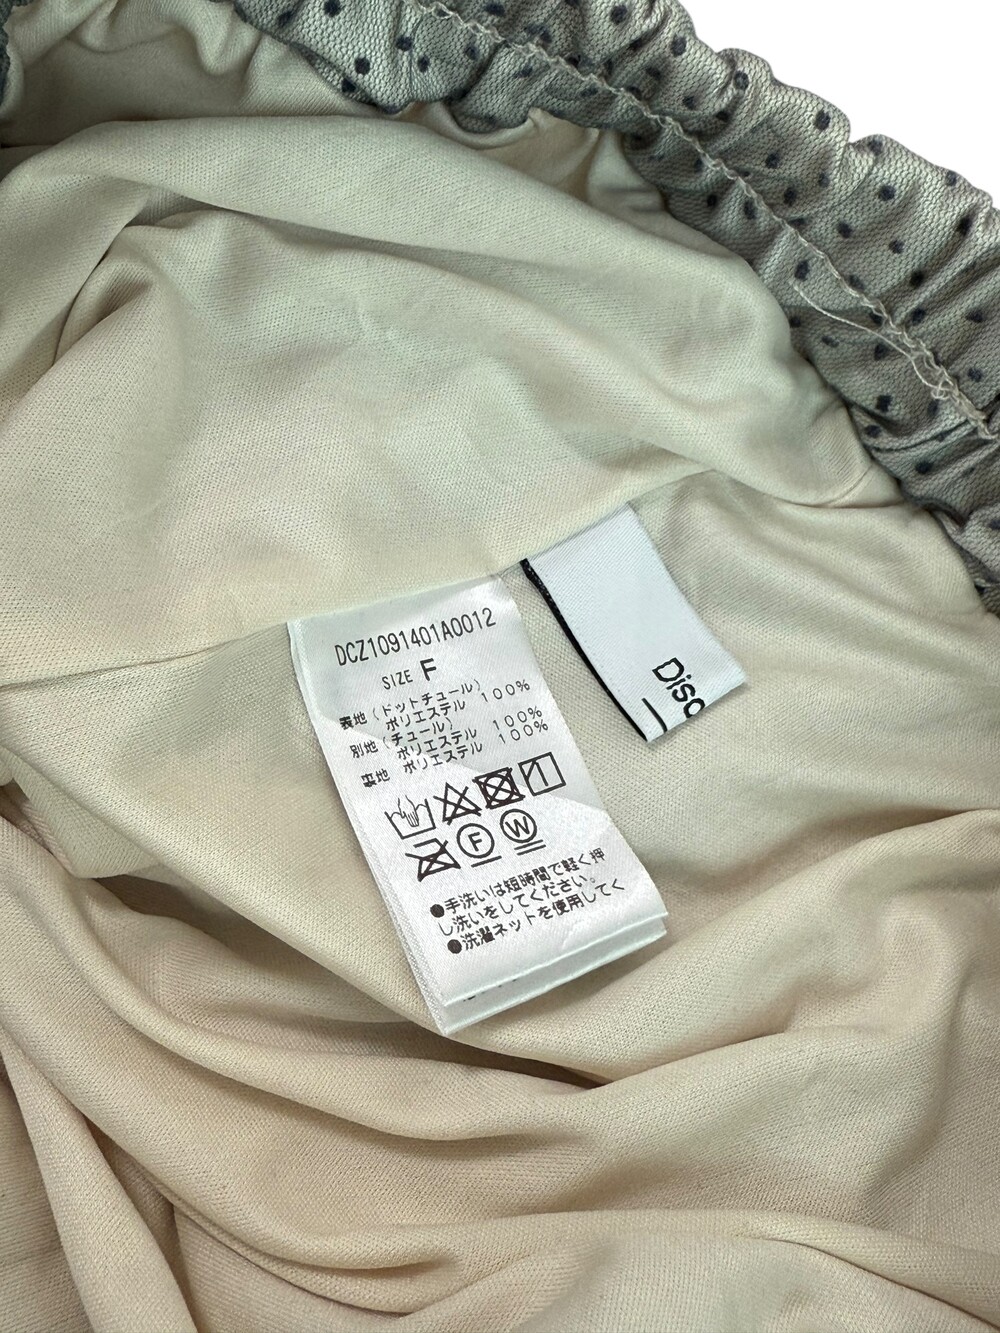 DCZ1091401A0012
SIZE F
表地(ドットチュール)
ポリエステル 100%
別地(チュール)
ポリエステル 100%
裏地 ポリエステル 100%
F W
●手洗いは短時間で軽く押
し洗いをしてください。
●洗濯ネットを使用してく
Disc